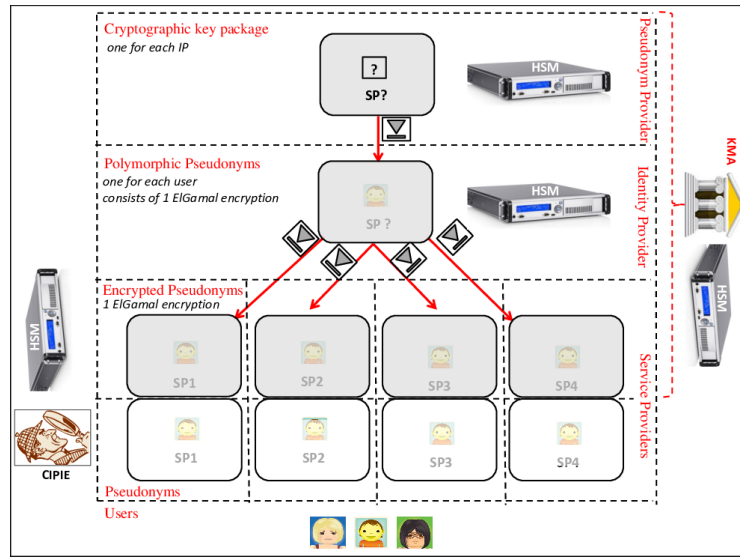 Cryptographic key package
one for each IP
?
SP?
HSM
Pseudonym Provider
Polymorphic Pseudonyms
one for each user
consists of 1 ElGamal encryption
SP ?
HSM
Identity Provider
KMA
HSM
Encrypted Pseudonyms
1 ElGamal encryption
HSM
SP1
SP2
SP3
SP4
Service Providers
SP1
SP2
SP3
SP4
CIPIE
Pseudonyms
Users